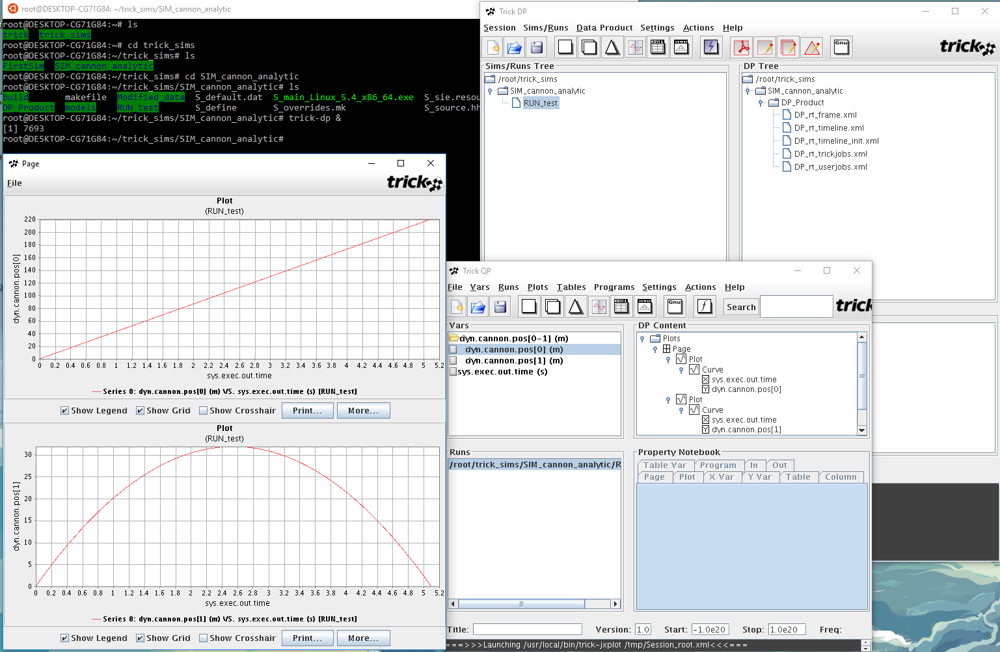 root@DESKTOP-CG71G84: ~/trick_sims/SIM_cannon_analytic
root@DESKTOP-CG71G84:~# ls
trick trick_sims
root@DESKTOP-CG71G84:~# cd trick_sims
root@DESKTOP-CG71G84:~/trick_sims# ls
FirstSim SIM_cannon_analytic
root@DESKTOP-CG71G84:~/trick_sims# cd SIM_cannon_analytic
root@DESKTOP-CG71G84:~/trick_sims/SIM_cannon_analytic# ls
build makefile Modified_data S_default.dat S_main_Linux_5.4_x86_64.exe S_sie.resou
DP_Product models RUN_test S_define S_overrides.mk S_source.hh
root@DESKTOP-CG71G84:~/trick_sims/SIM_cannon_analytic# trick-dp &
[1] 7693
root@DESKTOP-CG71G84:~/trick_sims/SIM_cannon_analytic#
Trick DP
Session Sims/Runs Data Product Settings Actions Help
MOVI 1
VERTER
Gnu
trick
Sims/Runs Tree
/root/trick_sims
SIM_cannon_analytic
RUN_test
DP Tree
/root/trick_sims
SIM_cannon_analytic
DP_Product
DP_rt_frame.xml
DP_rt_timeline.xml
DP_rt_timeline_init.xml
DP_rt_trickjobs.xml
DP_rt_userjobs.xml
Page
File
trick
Plot
(RUN_test)
220
200
180
160
140
120
100
80
60
40
20
0
dyn.cannon.pos[0]
0 0.2 0.4 0.6 0.8 1 1.2 1.4 1.6 1.8 2 2.2 2.4 2.6 2.8 3 3.2 3.4 3.6 3.8 4 4.2 4.4 4.6 4.8 5 5.2
sys.exec.out.time
Series 0: dyn.cannon.pos[0] (m) VS. sys.exec.out.time (s) [RUN_test]
Show Legend Show Grid Show Crosshair Print... More...
Plot
(RUN_test)
30
25
20
15
10
5
0
dyn.cannon.pos[1]
0 0.2 0.4 0.6 0.8 1 1.2 1.4 1.6 1.8 2 2.2 2.4 2.6 2.8 3 3.2 3.4 3.6 3.8 4 4.2 4.4 4.6 4.8 5 5.2
sys.exec.out.time
Series 0: dyn.cannon.pos[1] (m) VS. sys.exec.out.time (s) [RUN_test]
Show Legend Show Grid Show Crosshair Print... More...
Trick QP
File Vars Runs Plots Tables Programs Settings Actions Help
MOVI 1
VERTER
Gnu
f
Search
trick
Vars
dyn.cannon.pos[0-1] (m)
dyn.cannon.pos[0] (m)
dyn.cannon.pos[1] (m)
sys.exec.out.time (s)
DP Content
Plots
Page
Plot
Curve
X sys.exec.out.time
Y dyn.cannon.pos[0]
Plot
Curve
X sys.exec.out.time
Y dyn.cannon.pos[1]
Runs
/root/trick_sims/SIM_cannon_analytic/R
Property Notebook
Table Var Program In Out
Page Plot X Var Y Var Table Column
Title: Version: 1.0 Start: -1.0e20 Stop: 1.0e20 Freq:
===>>>Launching /usr/local/bin/trick-jxplot /tmp/Session_root.xml<<<===